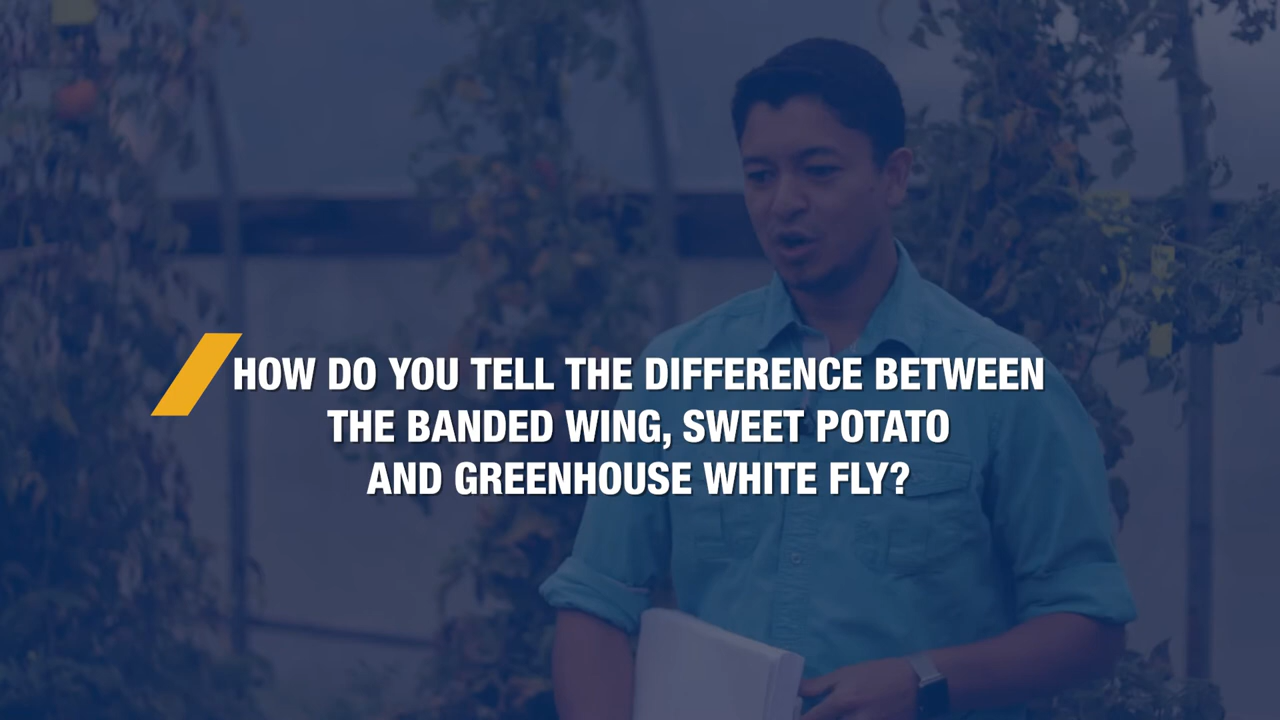 HOW DO YOU TELL THE DIFFERENCE BETWEEN
THE BANDED WING, SWEET POTATO
AND GREENHOUSE WHITE FLY?